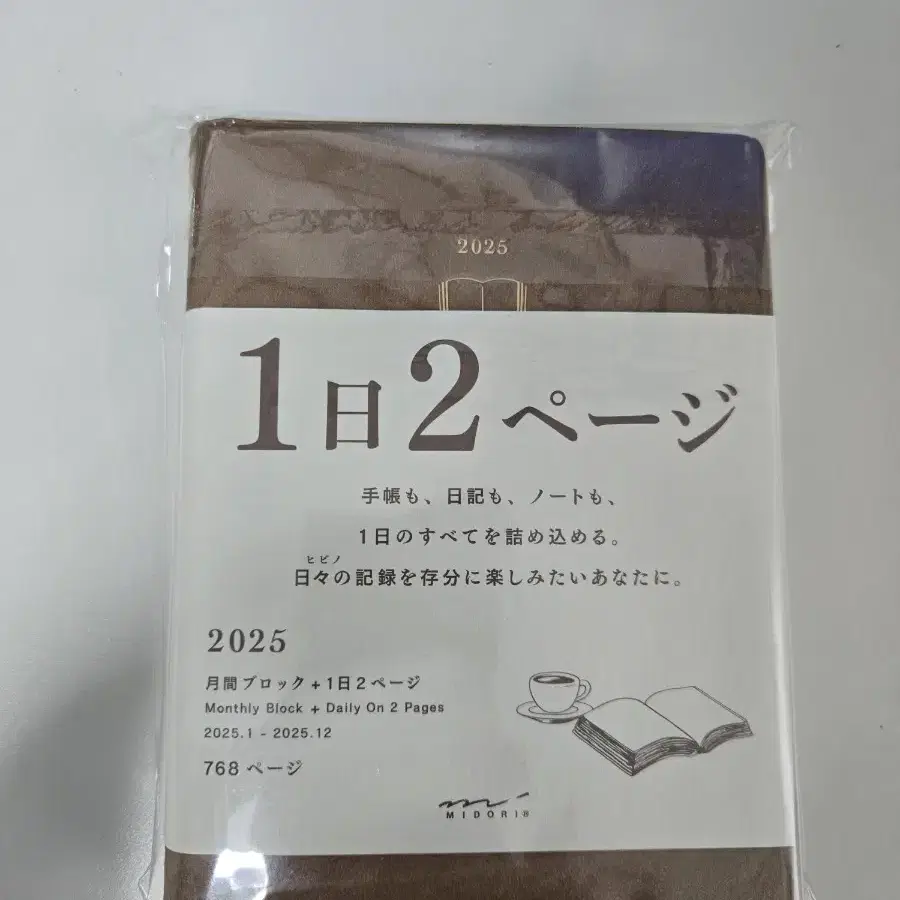 2025
1日2ページ
手帳も、日記も、ノートも、
1日のすべてを詰め込める。
ヒビノ
日々の記録を存分に楽しみたいあなたに。
2025
月間ブロック+1日2ページ
Monthly Block + Daily On 2 Pages
2025.1 - 2025.12
768 ページ
MIDORI®